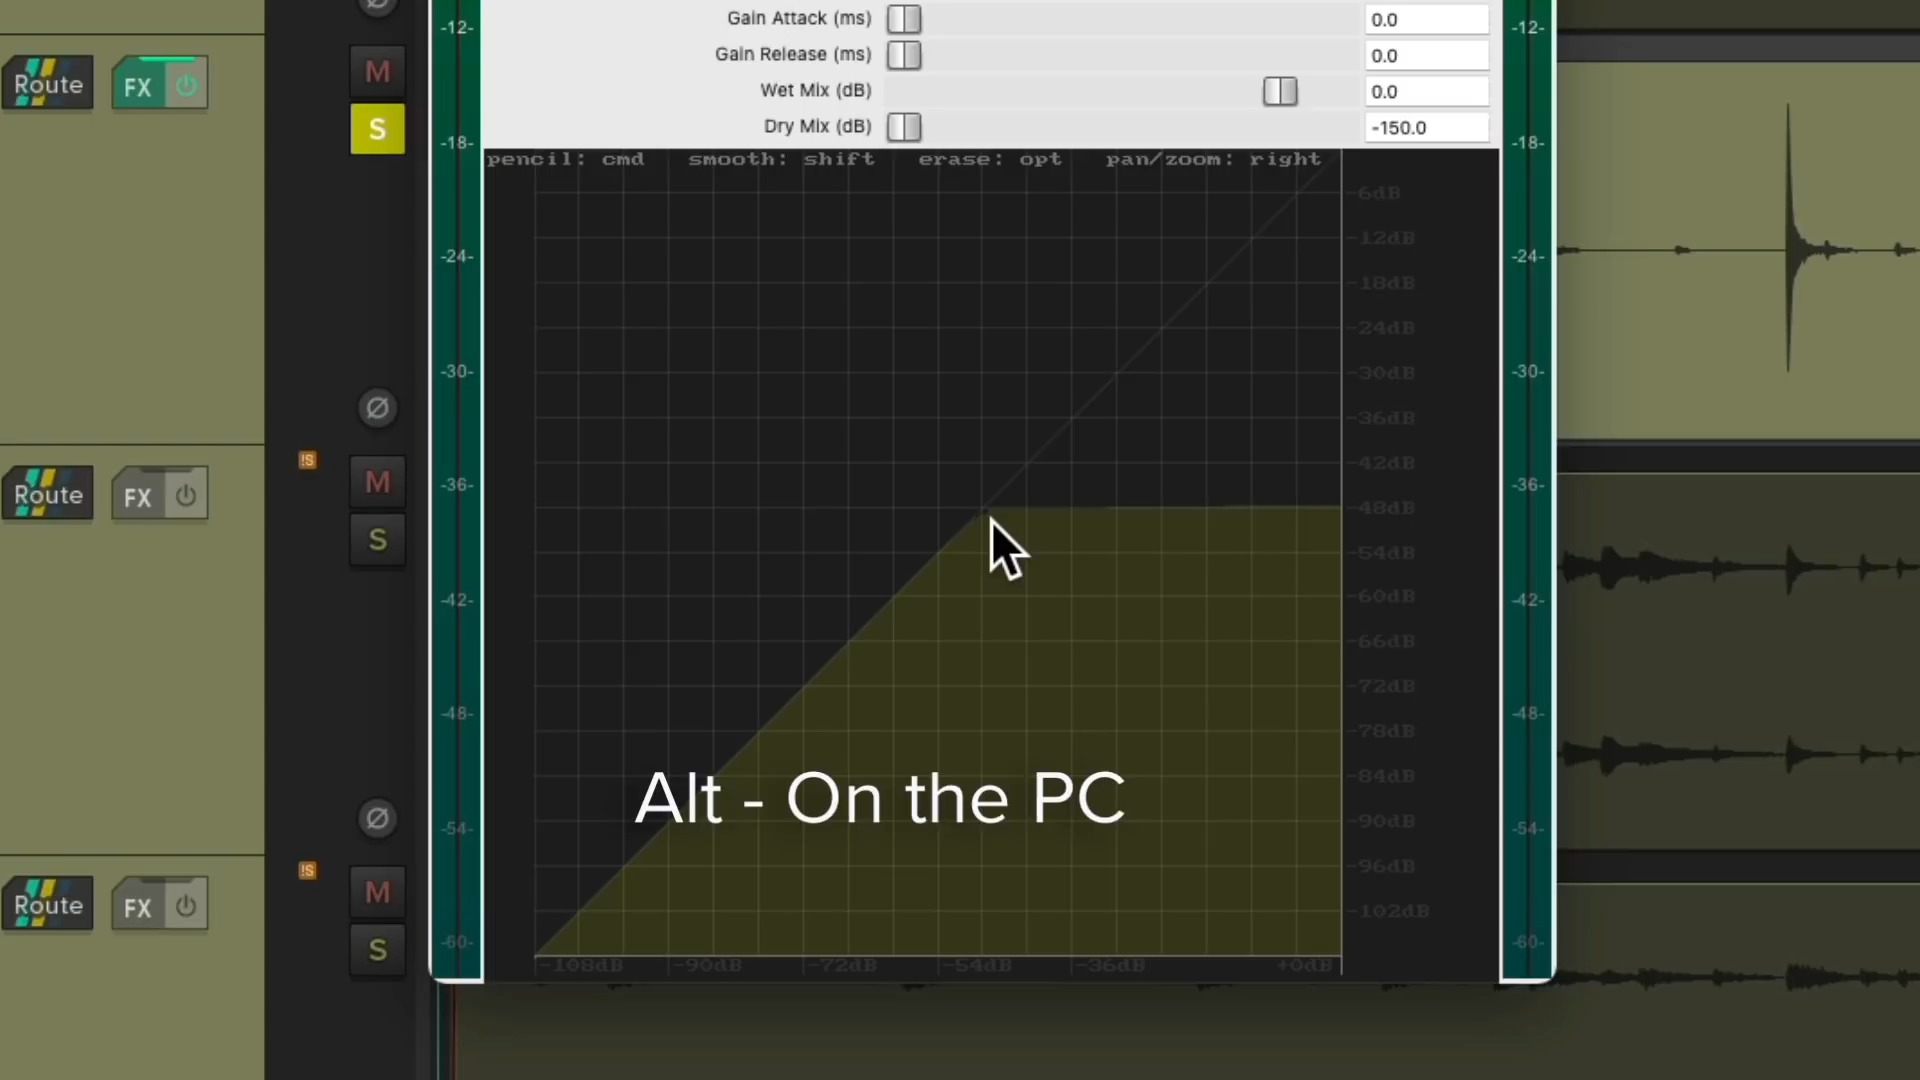 -12-
Gain Attack (ms) 0.0
-12-
Route FX M
Gain Release (ms) 0.0
Wet Mix (dB) 0.0
S
Dry Mix (dB) -150.0
-18-
-18-
pencil: cmd smooth: shift erase: opt pan/zoom: right
-6dB
-12dB
-24-
-24-
-18dB
-24dB
-30-
-30dB
-30-
Ø
-36dB
!S
-42dB
Route FX M
-36-
-36-
-48dB
S
-54dB
-42-
-60dB
-42-
-66dB
-72dB
-48-
-78dB
-48-
-84dB
Alt - On the PC
Ø
-54-
-90dB
-54-
!S
-96dB
Route FX M
-102dB
S
-60-
-60-
-108dB -90dB -72dB -54dB -36dB +0dB